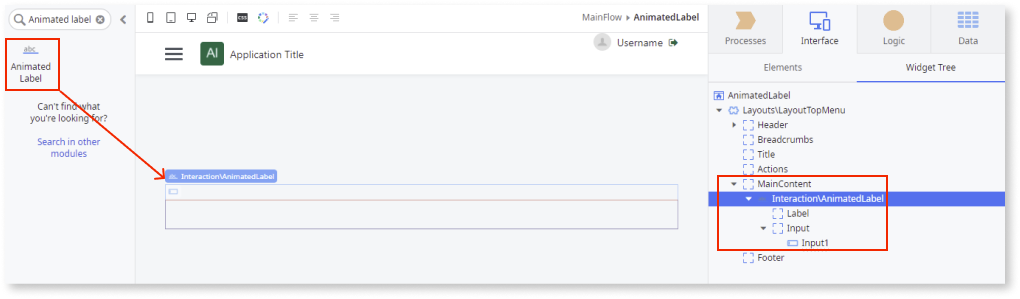 Animated label
abc
Animated
Label
Can't find what
you're looking for?
Search in other
modules
CSS
MainFlow ▸ AnimatedLabel
AI Application Title
Username
Interaction\AnimatedLabel
Processes
Interface
Logic
Data
Elements
Widget Tree
AnimatedLabel
Layouts\LayoutTopMenu
Header
Breadcrumbs
Title
Actions
MainContent
Interaction\AnimatedLabel
Label
Input
Input1
Footer